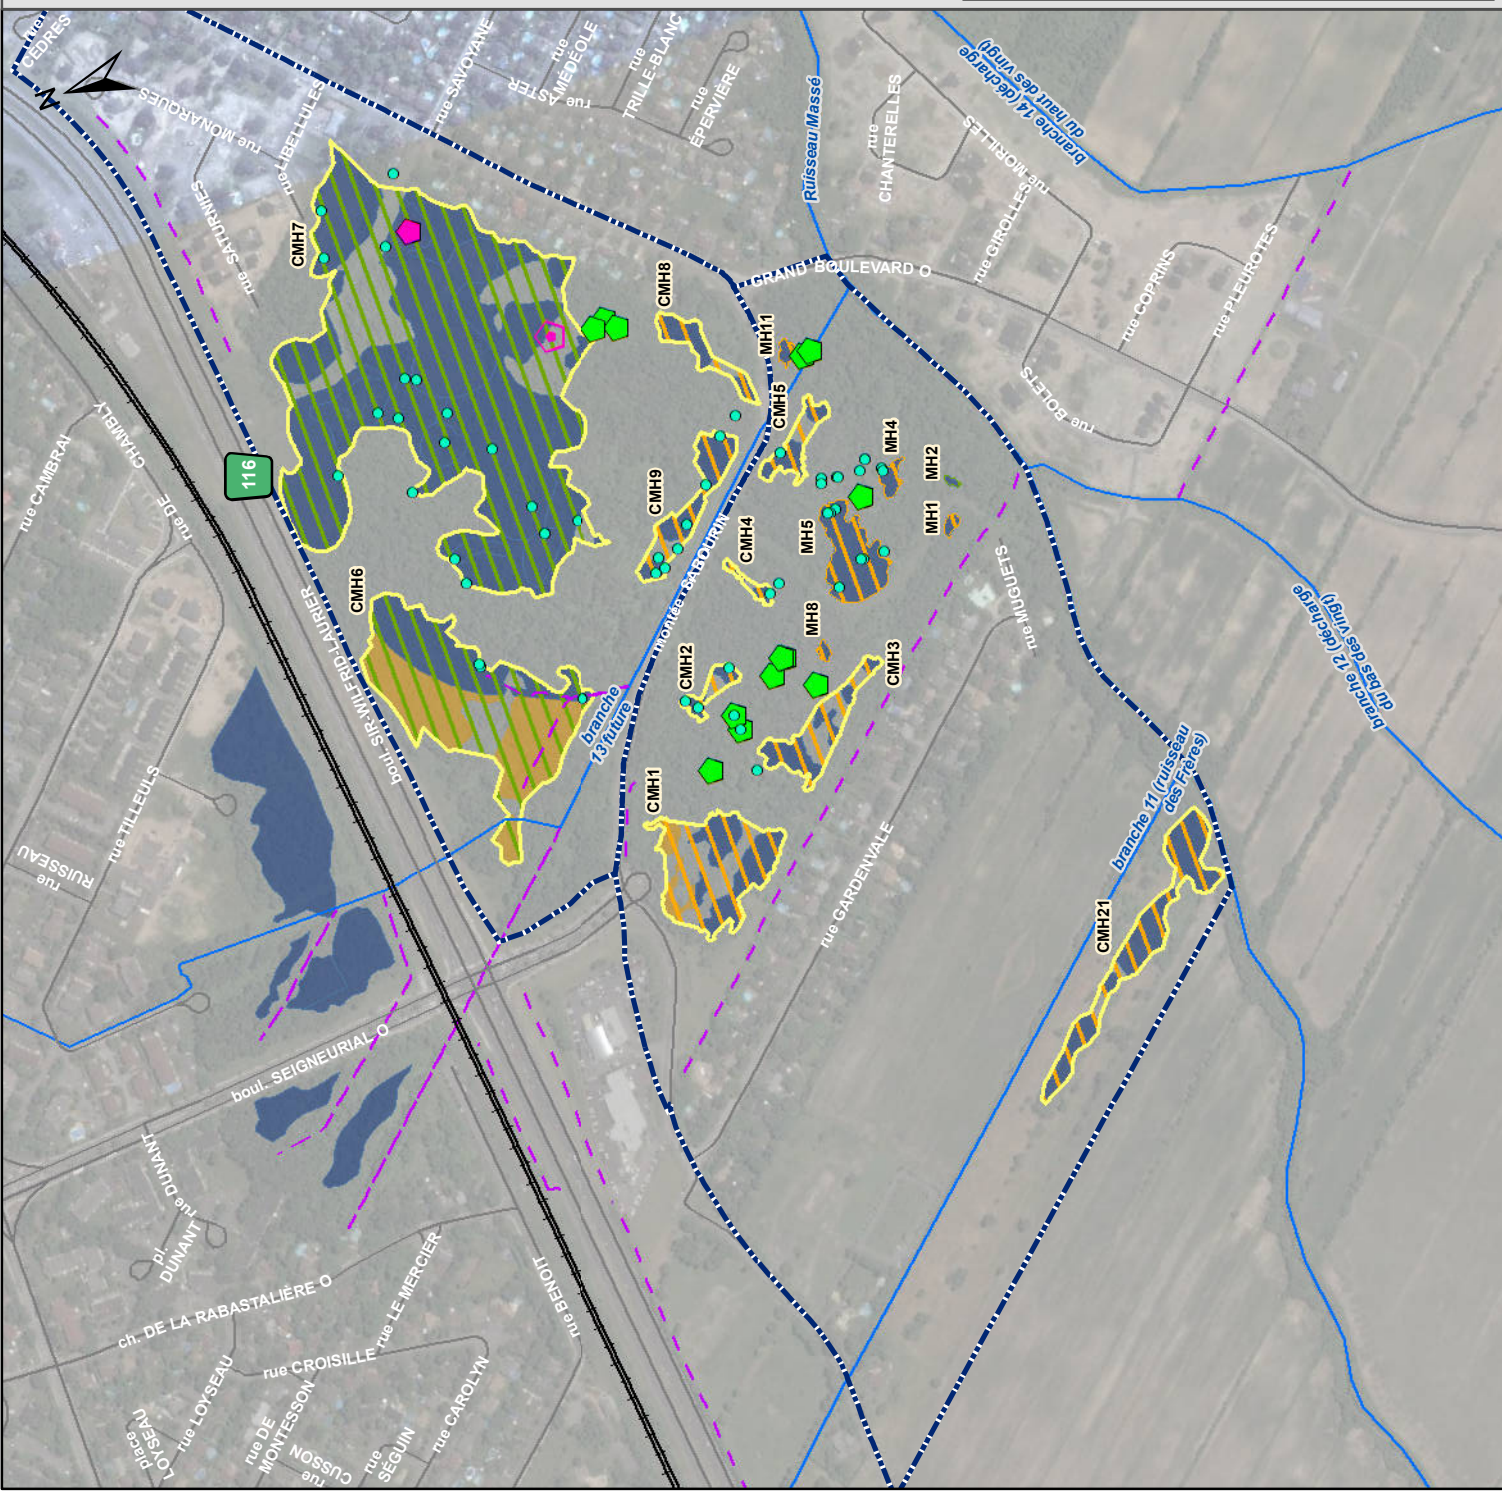 rue
CÈDRES
N
rue MONARQUES
rue LIBELLULES
rue SATURNIES
rue SAVOYANE
rue
AMÉDÉOLE
rue ASTER
rue
TRILLE-BLANC
rue
ÉPERVIÈRE
Ruisseau Massé
rue
CHANTERELLES
branche 14 (décharge
du haut des vingt)
rue MORILLES
rue GIROLLES
rue COPRINS
rue PLEUROTES
rue BOLETS
GRAND BOULEVARD O
CMH7
CMH8
MH11
CMH5
MH4
MH2
MH1
MH5
CMH9
CMH4
CMH6
MH8
CMH2
CMH3
CMH1
CMH21
116
rue CAMBRAI
rue DE
CHAMBLY
boul. SIR-WILFRID-LAURIER
montée SABOURIN
branche
13 future
rue MUGUETS
rue GARDENVALE
branche 12 (décharge
du bas des vingt)
branche 11 (ruisseau
des Frères)
rue TILLEULS
rue
RUISSEAU
boul. SEIGNEURIAL O
rue DUNANT
pl.
DUNANT
ch. DE LA RABASTALIÈRE O
rue LE MERCIER
rue BENOIT
rue CROISILLE
rue LOYSEAU
place
LOYSEAU
rue DE
MONTESSON
rue
CUSSON
rue
SÉGUIN
rue CAROLYN